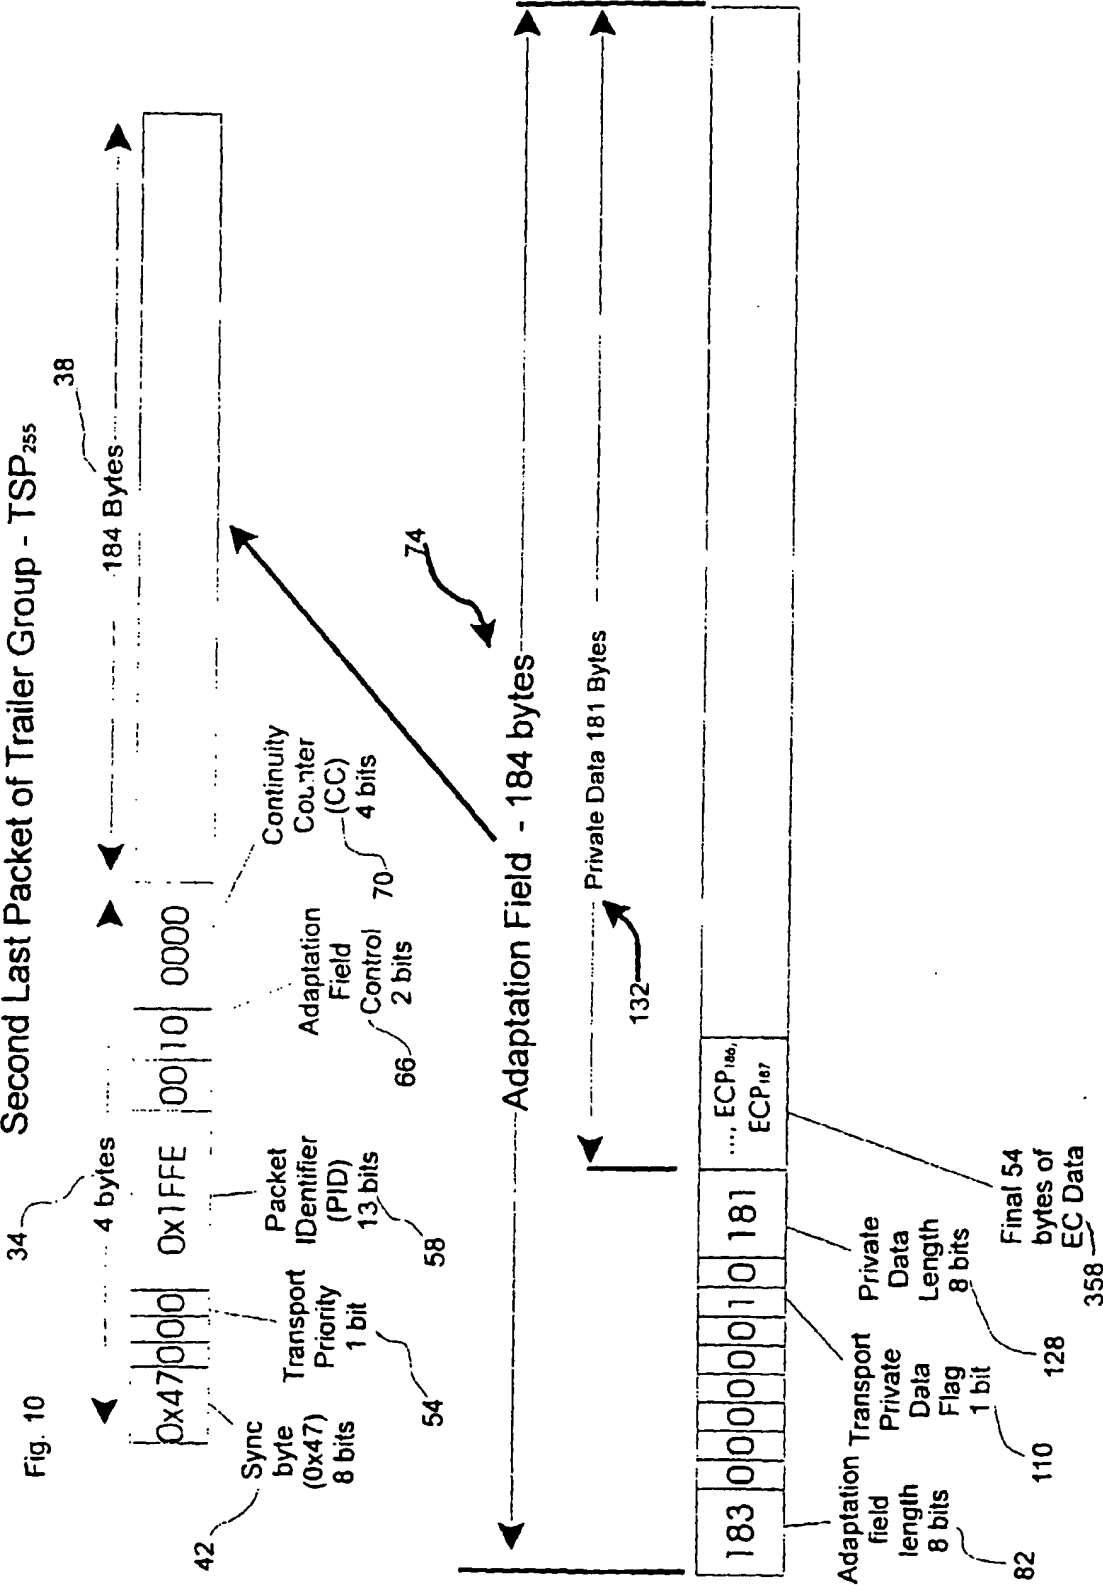 Fig. 10
Second Last Packet of Trailer Group - TSP255
34
4 bytes
184 Bytes
38
0x47 0 0 0 0x1FFE 00 10 0000
42
Sync
byte
(0x47)
8 bits
Transport
Priority
1 bit
54
Packet
IDentifier
(PID)
13 bits
58
Adaptation
Field
Control
2 bits
66
Continuity
Counter
(CC)
4 bits
70
74
Adaptation Field - 184 bytes
Private Data 181 Bytes
132
183 0 0 0 0 0 0 1 0 181 ...., ECP186,
ECP187
Adaptation
field
length
8 bits
82
Transport
Private
Data
Flag
1 bit
110
Private
Data
Length
8 bits
128
Final 54
bytes of
EC Data
358